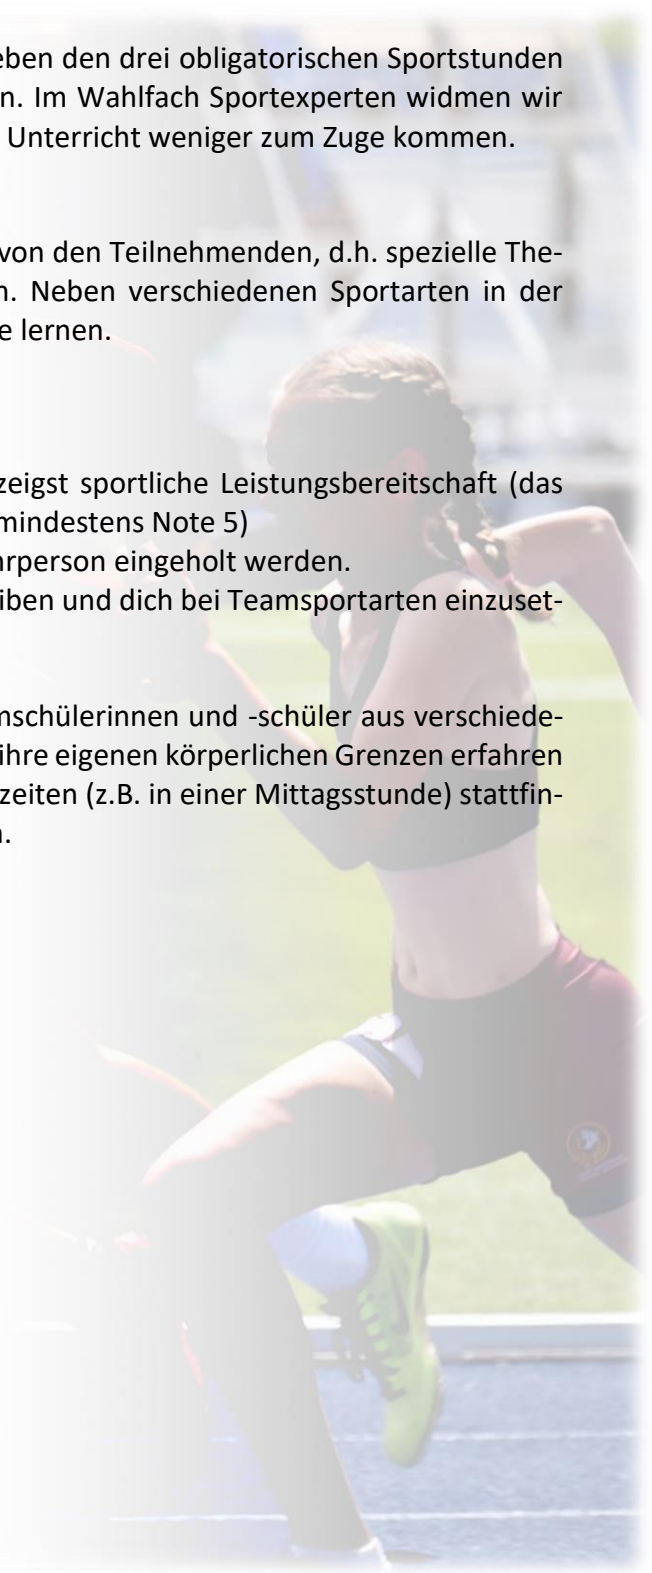 eben den drei obligatorischen Sportstunden
n. Im Wahlfach Sportexperten widmen wir
Unterricht weniger zum Zuge kommen.
von den Teilnehmenden, d.h. spezielle The-
n. Neben verschiedenen Sportarten in der
e lernen.
zeigst sportliche Leistungsbereitschaft (das
mindestens Note 5)
hrperson eingeholt werden.
iben und dich bei Teamsportarten einzuset-
mschülerinnen und -schüler aus verschiede-
ihre eigenen körperlichen Grenzen erfahren
zeiten (z.B. in einer Mittagsstunde) stattfin-
n.